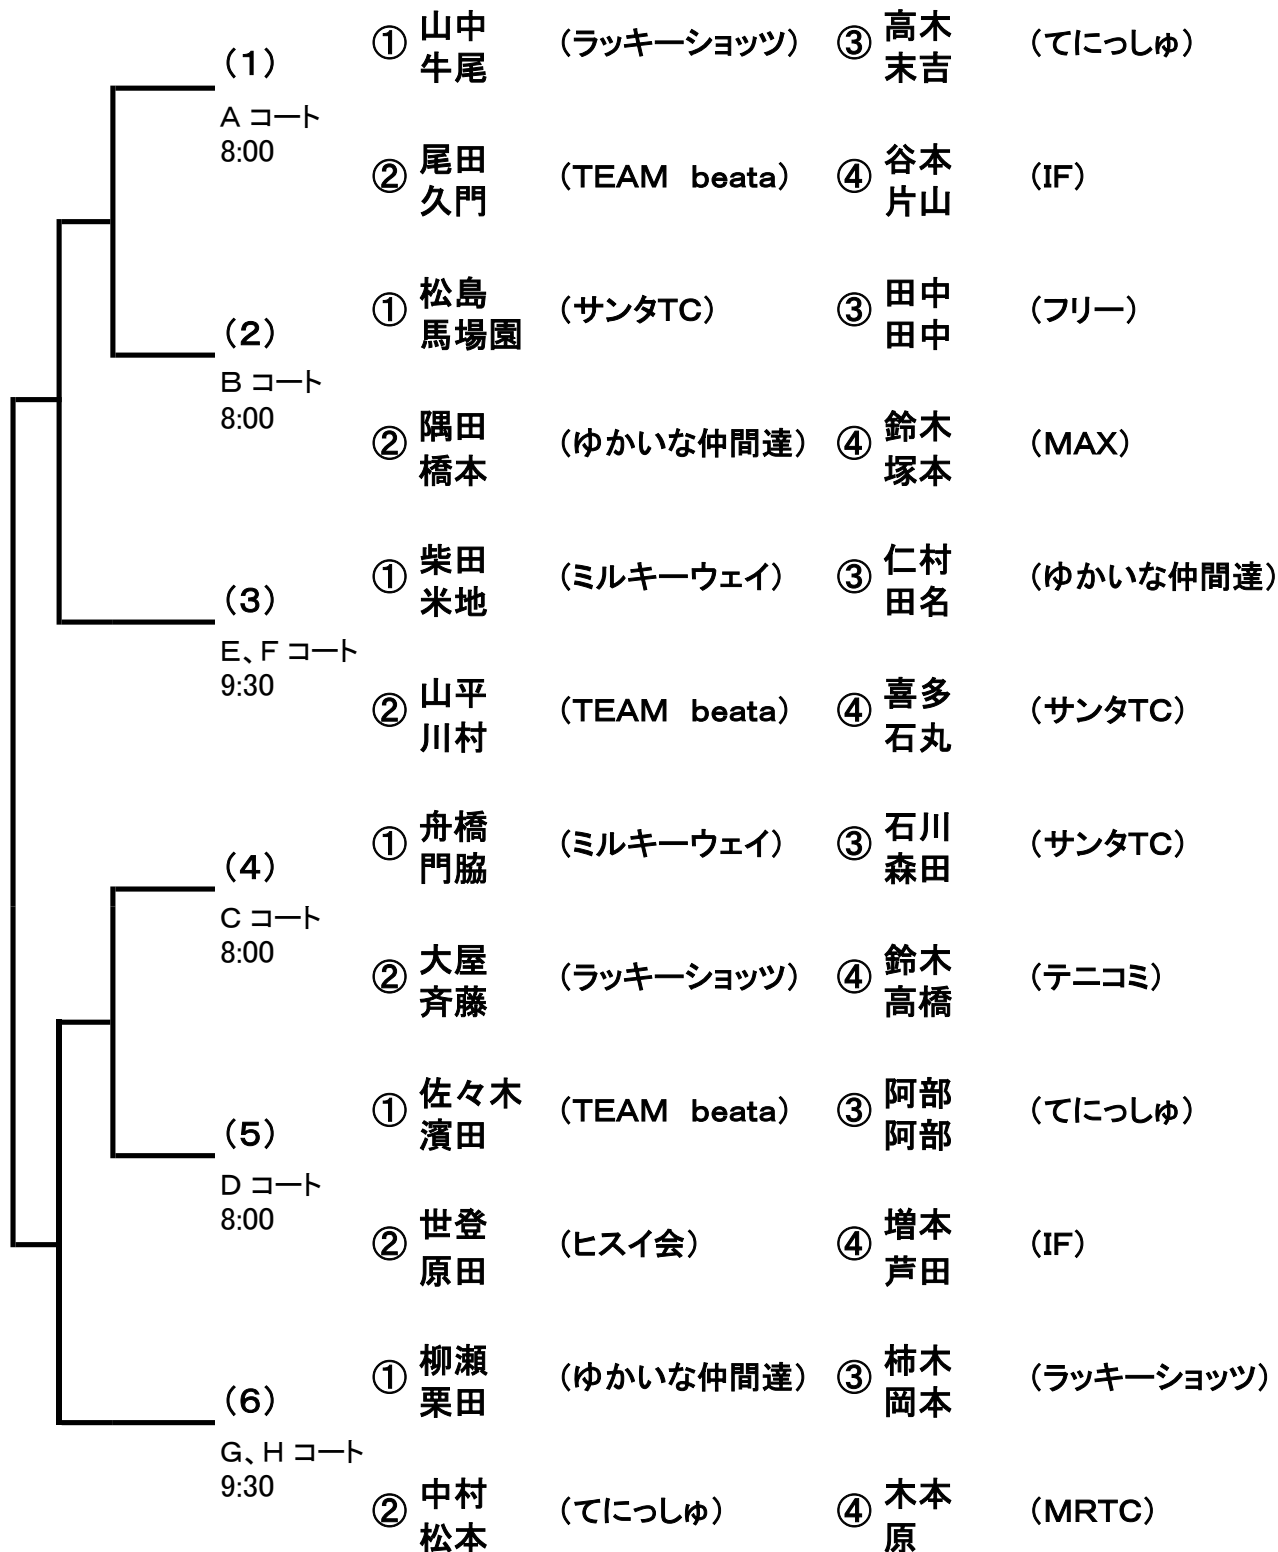 (1)
A コート
8:00
① 山中
牛尾
(ラッキーショッツ)
③ 高木
末吉
(てにっしゅ)
② 尾田
久門
(TEAM beata)
④ 谷本
片山
(IF)
(2)
B コート
8:00
① 松島
馬場園
(サンタTC)
③ 田中
田中
(フリー)
② 隅田
橋本
(ゆかいな仲間達)
④ 鈴木
塚本
(MAX)
(3)
E、F コート
9:30
① 柴田
米地
(ミルキーウェイ)
③ 仁村
田名
(ゆかいな仲間達)
② 山平
川村
(TEAM beata)
④ 喜多
石丸
(サンタTC)
(4)
C コート
8:00
① 舟橋
門脇
(ミルキーウェイ)
③ 石川
森田
(サンタTC)
② 大屋
斉藤
(ラッキーショッツ)
④ 鈴木
高橋
(テニコミ)
(5)
D コート
8:00
① 佐々木
濱田
(TEAM beata)
③ 阿部
阿部
(てにっしゅ)
② 世登
原田
(ヒスイ会)
④ 増本
芦田
(IF)
(6)
G、H コート
9:30
① 柳瀬
栗田
(ゆかいな仲間達)
③ 柿木
岡本
(ラッキーショッツ)
② 中村
松本
(てにっしゅ)
④ 木本
原
(MRTC)